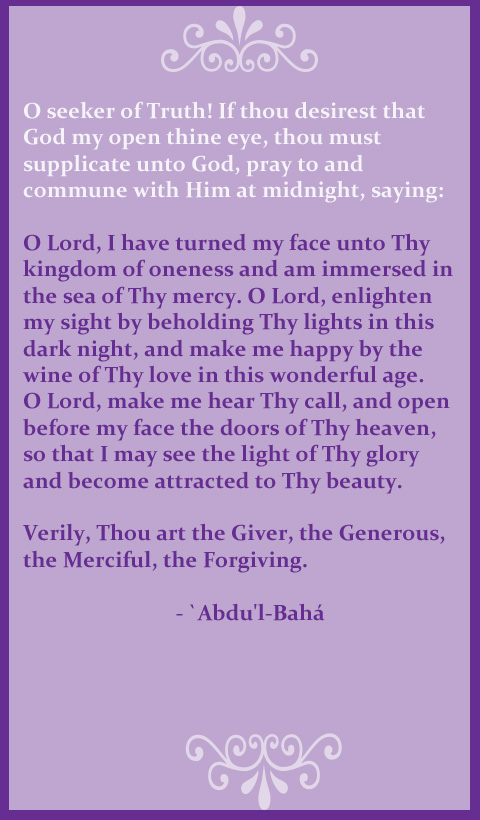 O seeker of Truth! If thou desirest that
God my open thine eye, thou must
supplicate unto God, pray to and
commune with Him at midnight, saying:
O Lord, I have turned my face unto Thy
kingdom of oneness and am immersed in
the sea of Thy mercy. O Lord, enlighten
my sight by beholding Thy lights in this
dark night, and make me happy by the
wine of Thy love in this wonderful age.
O Lord, make me hear Thy call, and open
before my face the doors of Thy heaven,
so that I may see the light of Thy glory
and become attracted to Thy beauty.
Verily, Thou art the Giver, the Generous,
the Merciful, the Forgiving.
- `Abdu'l-Bahá